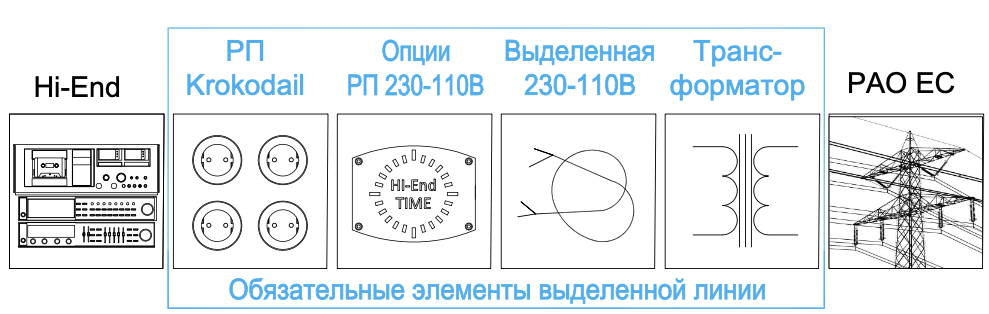 Hi-End
РП
Krokodail
Опции
РП 230-110В
Выделенная
230-110В
Транс-
форматор
РАО ЕС
HI-End
TIME
Обязательные элементы выделенной линии